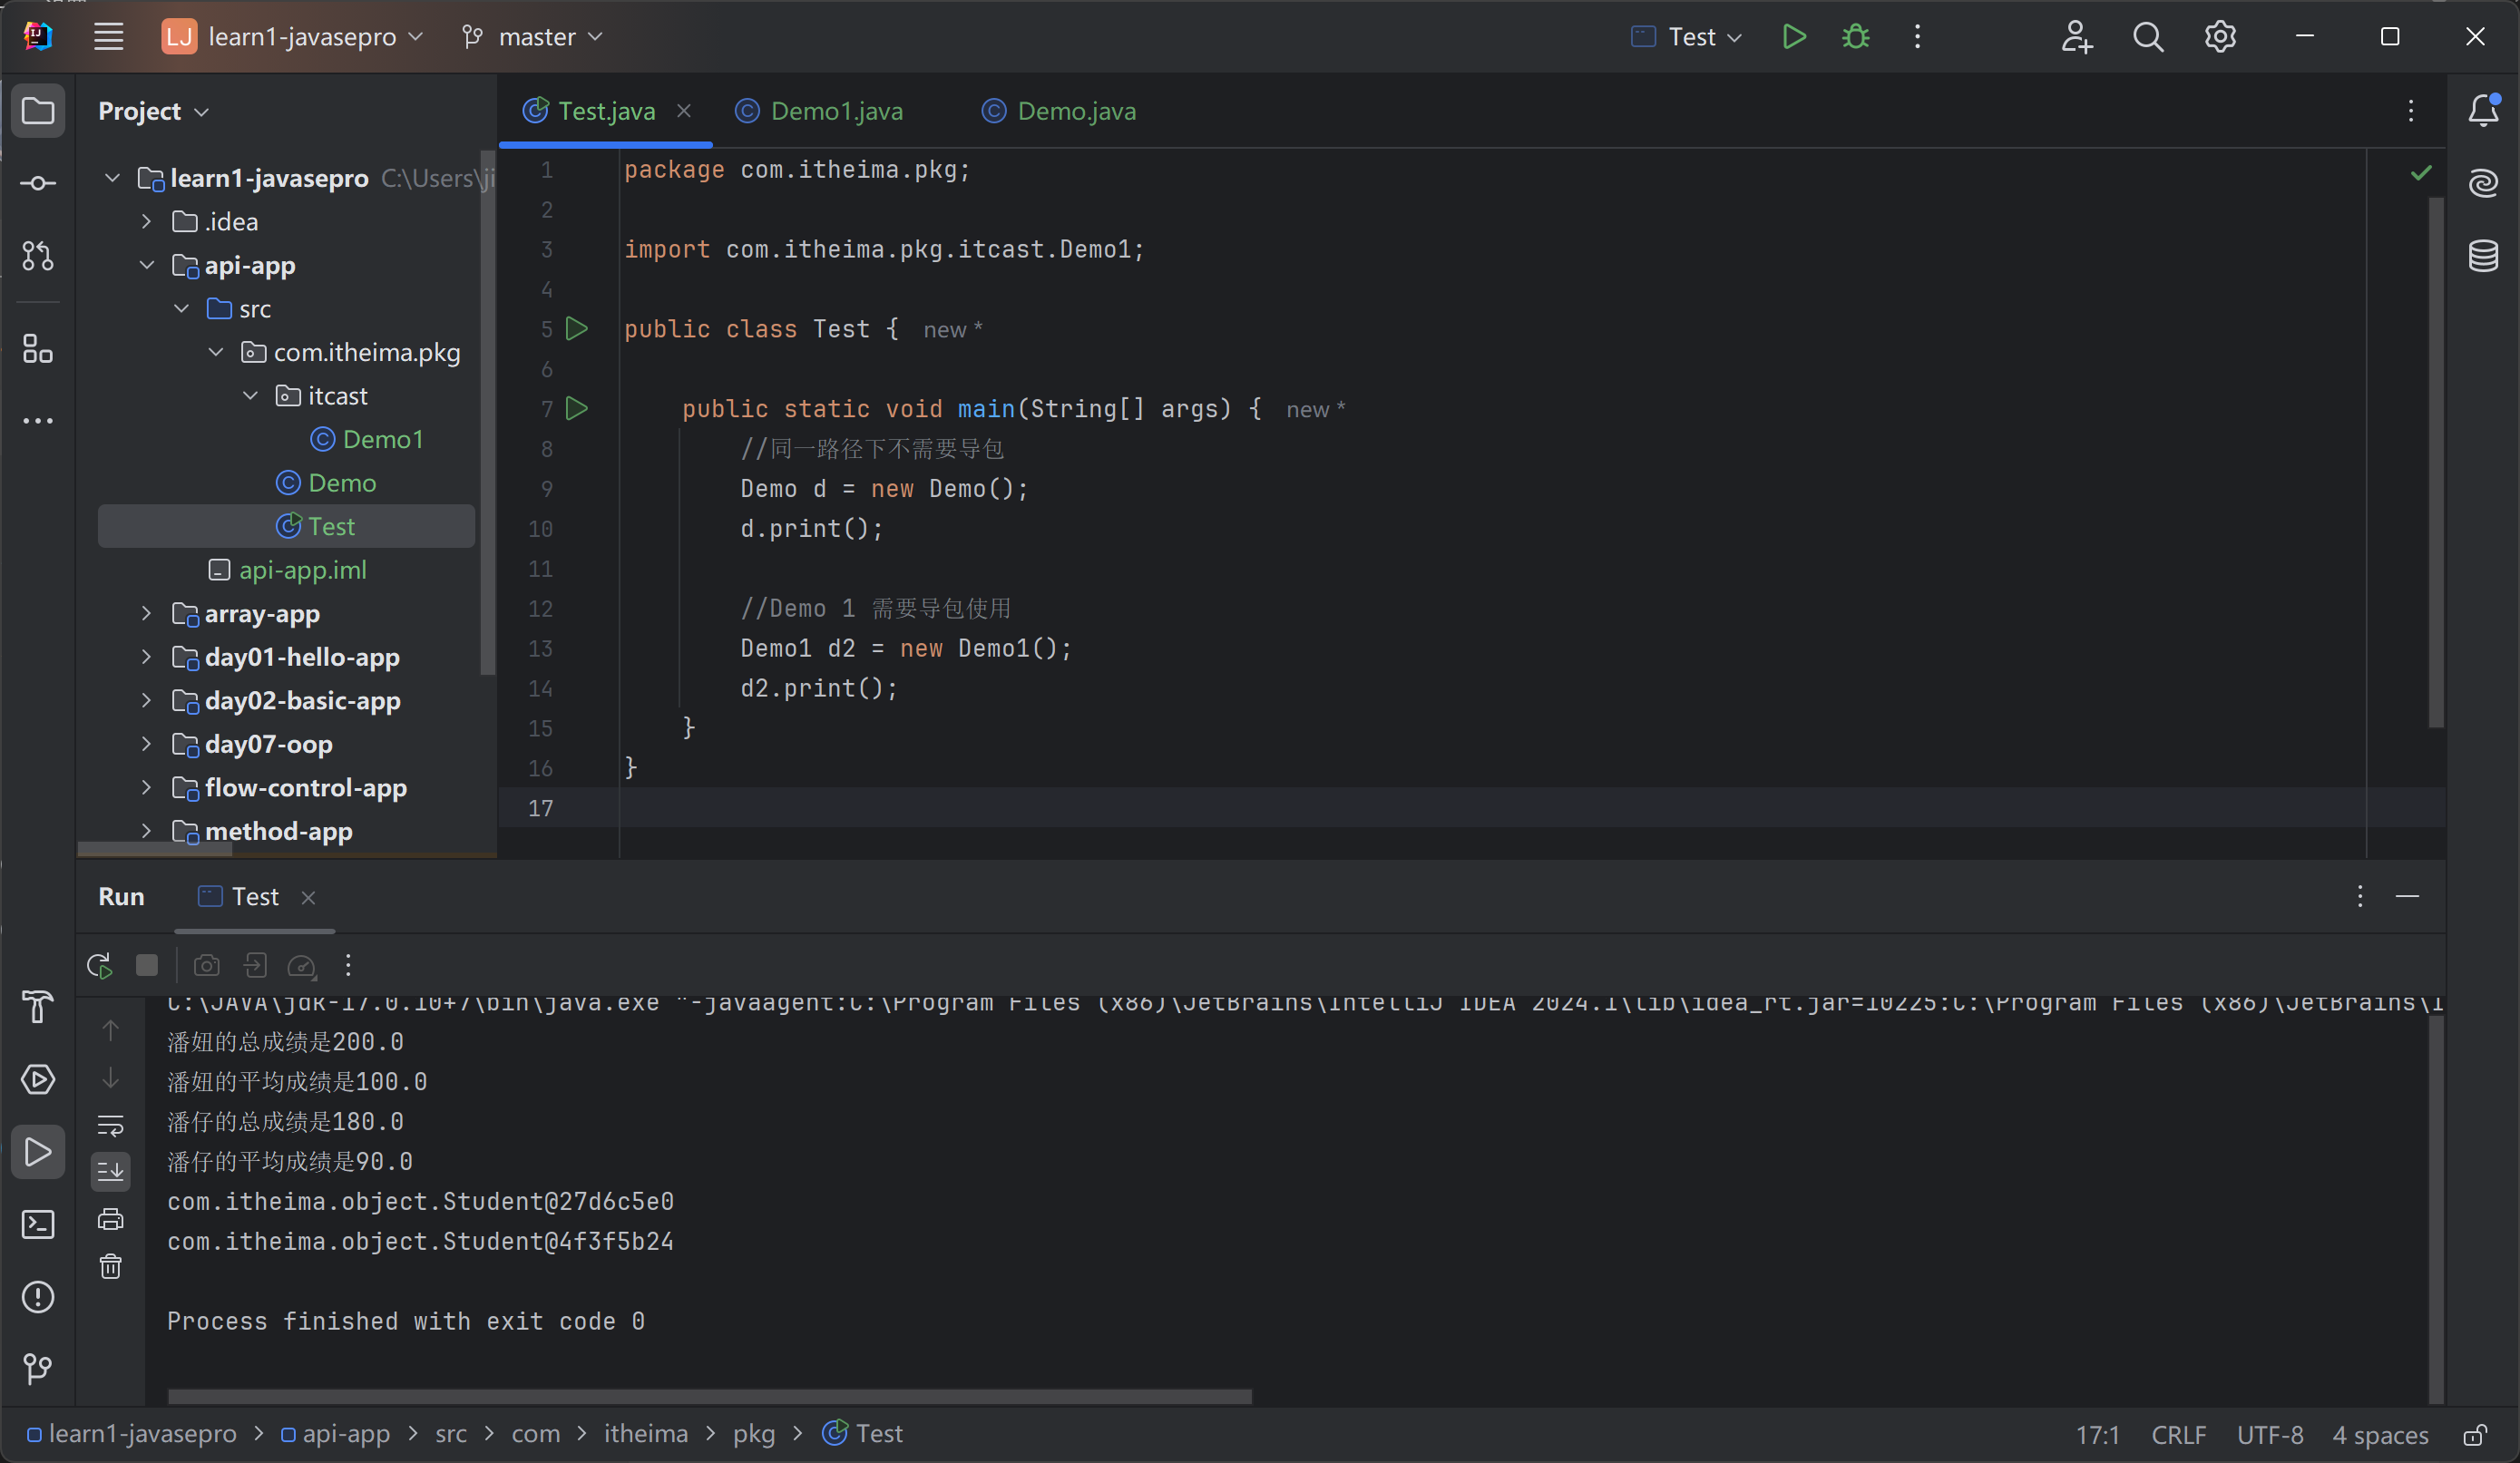 LJ learn1-javasepro master Test
Project
Test.java Demo1.java Demo.java
learn1-javasepro C:\Users\ji
.idea
api-app
src
com.itheima.pkg
itcast
Demo1
Demo
Test
api-app.iml
array-app
day01-hello-app
day02-basic-app
day07-oop
flow-control-app
method-app
1 package com.itheima.pkg;
2
3 import com.itheima.pkg.itcast.Demo1;
4
5 public class Test { new *
6
7 public static void main(String[] args) { new *
8 //同一路径下不需要导包
9 Demo d = new Demo();
10 d.print();
11
12 //Demo 1 需要导包使用
13 Demo1 d2 = new Demo1();
14 d2.print();
15 }
16 }
17
Run Test
C:\JAVA\jdk-17.0.10+7\bin\java.exe "-javaagent:C:\Program Files (x86)\JetBrains\IntelliJ IDEA 2024.1\lib\idea_rt.jar=10225:C:\Program Files (x86)\JetBrains\I
潘妞的总成绩是200.0
潘妞的平均成绩是100.0
潘仔的总成绩是180.0
潘仔的平均成绩是90.0
com.itheima.object.Student@27d6c5e0
com.itheima.object.Student@4f3f5b24
Process finished with exit code 0
learn1-javasepro > api-app > src > com > itheima > pkg > Test 17:1 CRLF UTF-8 4 spaces